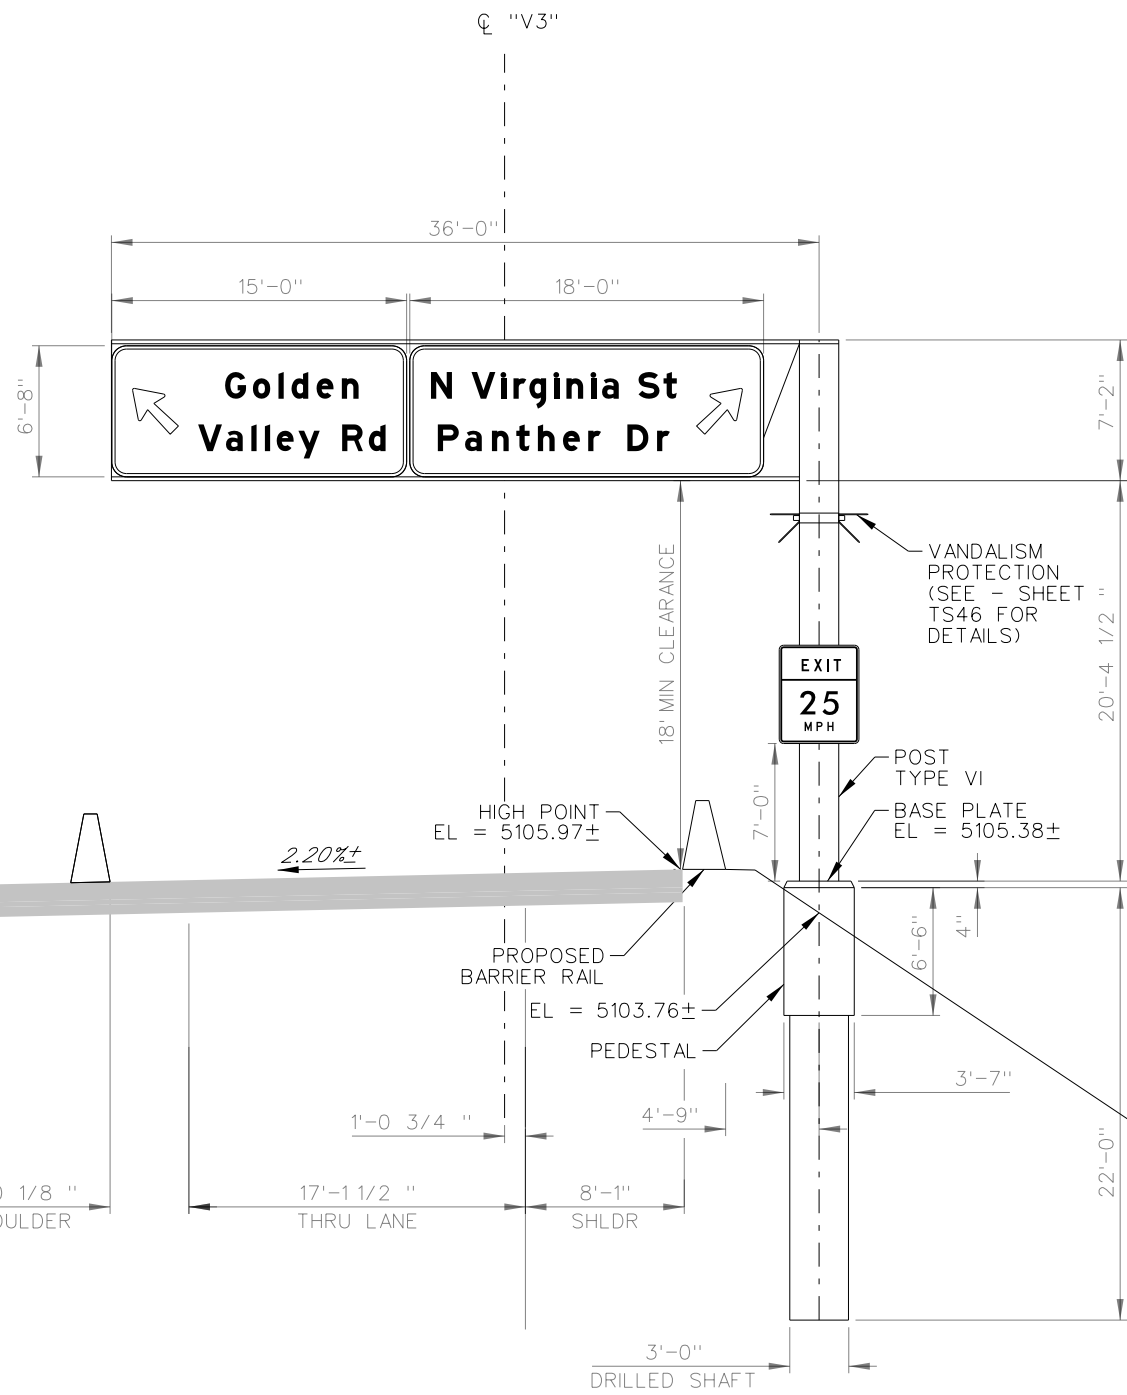 ℄ "V3"
36'-0"
15'-0"
18'-0"
6'-8"
Golden
Valley Rd
N Virginia St
Panther Dr
7'-2"
VANDALISM
PROTECTION
(SEE - SHEET
TS46 FOR
DETAILS)
20'-4 1/2 "
18' MIN CLEARANCE
EXIT
25
MPH
POST
TYPE VI
7'-0"
BASE PLATE
EL = 5105.38±
HIGH POINT
EL = 5105.97±
2.20%±
4"
6'-6"
PROPOSED
BARRIER RAIL
EL = 5103.76±
PEDESTAL
3'-7"
1'-0 3/4 "
4'-9"
22'-0"
1/8 "
17'-1 1/2 "
THRU LANE
8'-1"
SHLDR
3'-0"
DRILLED SHAFT